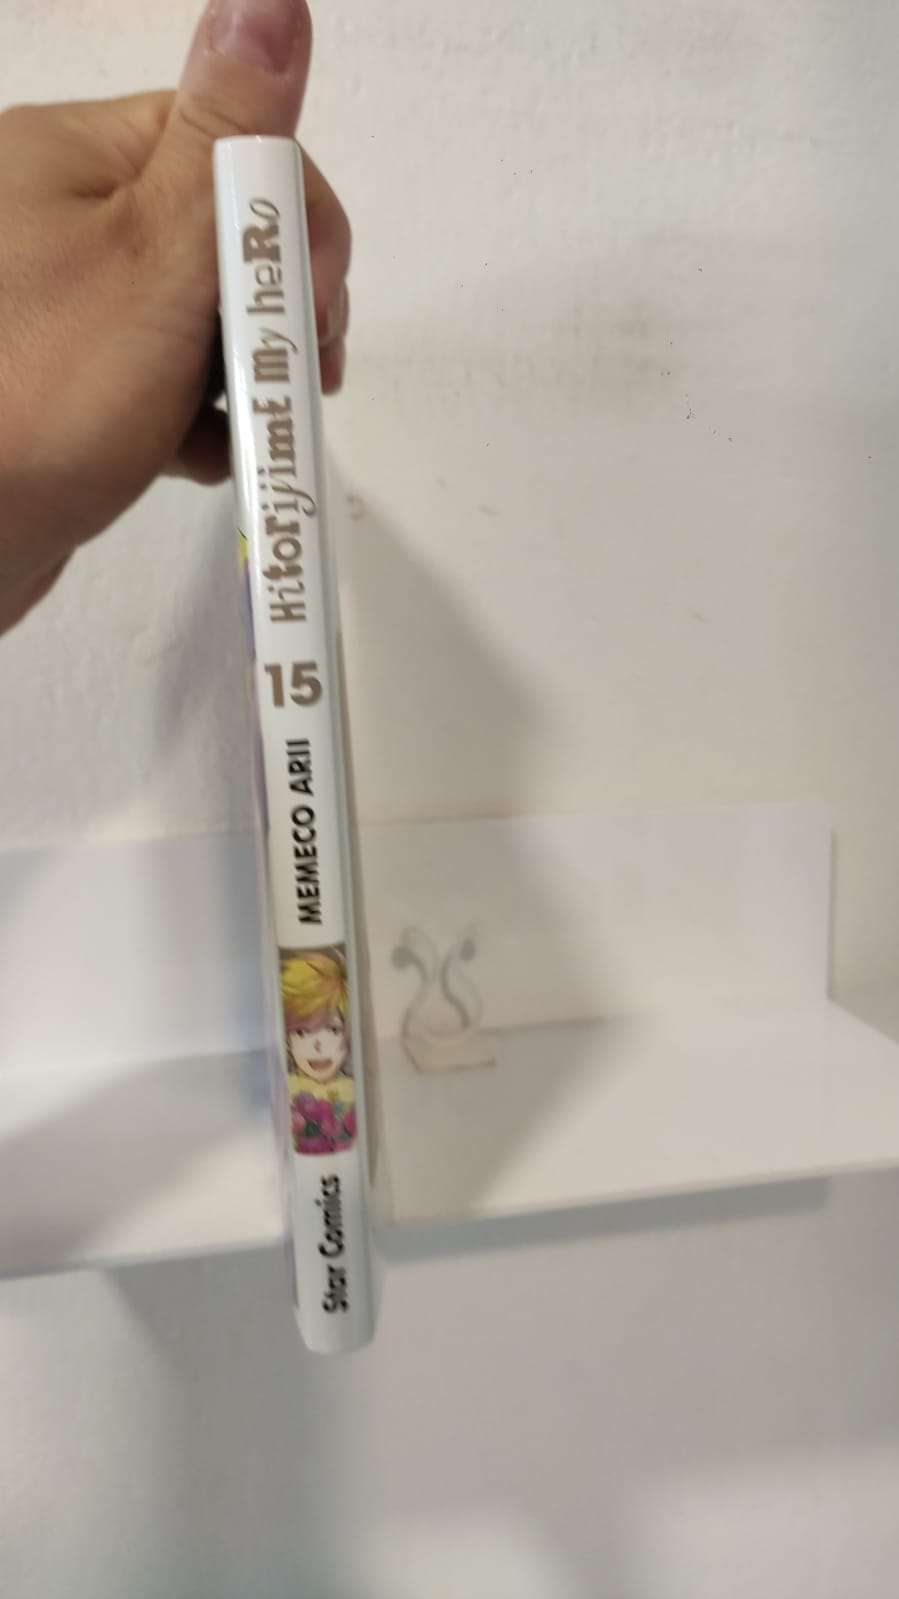 Hitorijime My heRo
15
MEMECO ARII
Star Comics